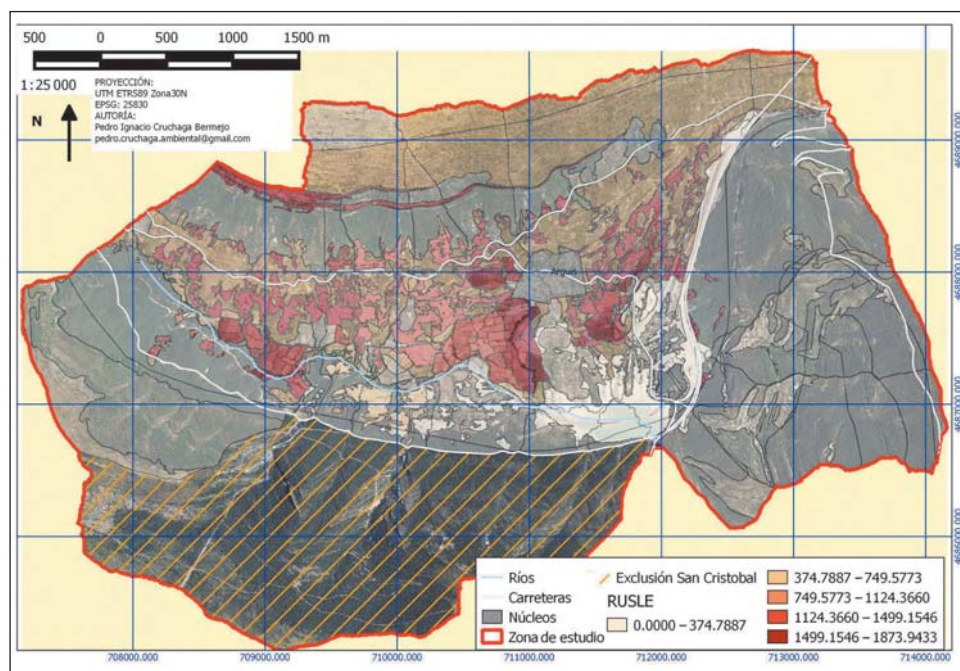 500 0 500 1000 1500 m
1:25 000
N
PROYECCIÓN:
UTM ETRS89 Zona30N
EPSG: 25830
AUTORÍA:
Pedro Ignacio Cruchaga Bermejo
pedro.cruchaga.ambiental@gmail.com
4689000.000
4688000.000
Arguis
4687000.000
4686000.000
Ríos
Carreteras
Núcleos
Zona de estudio
Exclusión San Cristobal
RUSLE
0.0000 – 374.7887
374.7887 – 749.5773
749.5773 – 1124.3660
1124.3660 – 1499.1546
1499.1546 – 1873.9433
708000.000 709000.000 710000.000 711000.000 712000.000 713000.000 714000.000